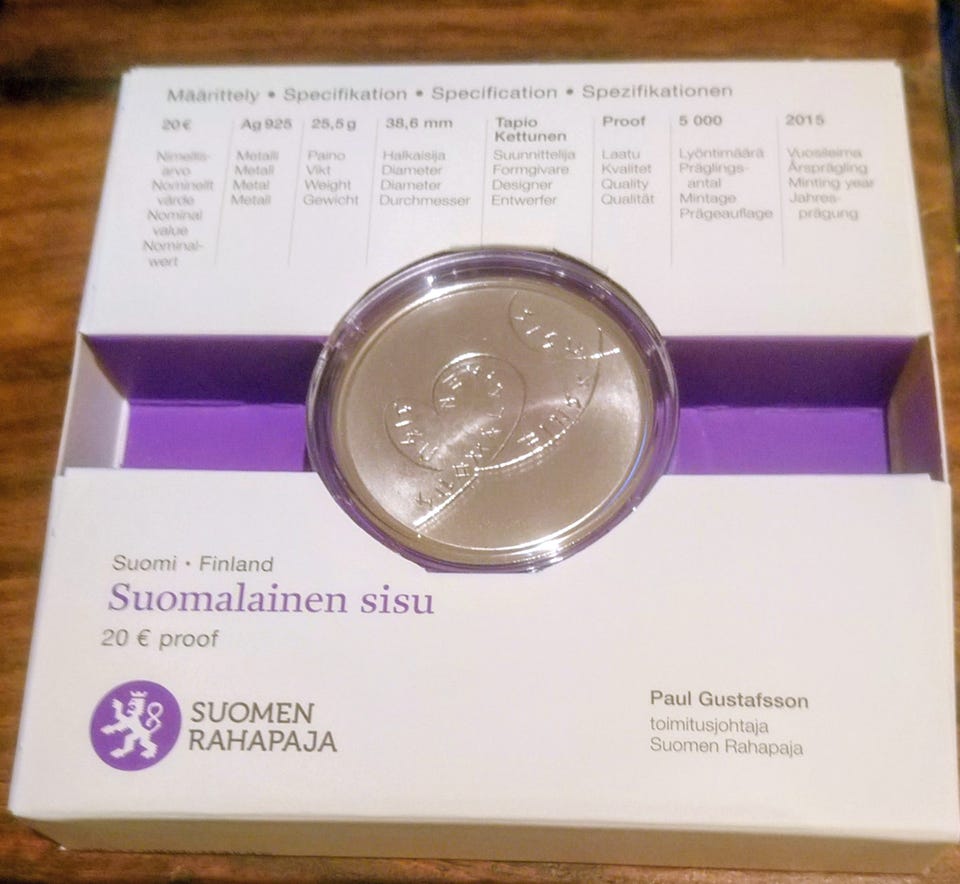 Määrittely • Specifikation • Specification • Spezifikationen
20 €
Nimellis-
arvo
Nominellt
värde
Nominal
value
Nominal-
wert
Ag 925
Metalli
Metall
Metal
Metall
25,5 g
Paino
Vikt
Weight
Gewicht
38,6 mm
Halkaisija
Diameter
Diameter
Durchmesser
Tapio
Kettunen
Suunnittelija
Formgivare
Designer
Entwerfer
Proof
Laatu
Kvalitet
Quality
Qualität
5 000
Lyöntimäärä
Präglings-
antal
Mintage
Prägeauflage
2015
Vuosileima
Årsprägling
Minting year
Jahres-
prägung
Suomi • Finland
Suomalainen sisu
20 € proof
SUOMEN
RAHAPAJA
Paul Gustafsson
toimitusjohtaja
Suomen Rahapaja